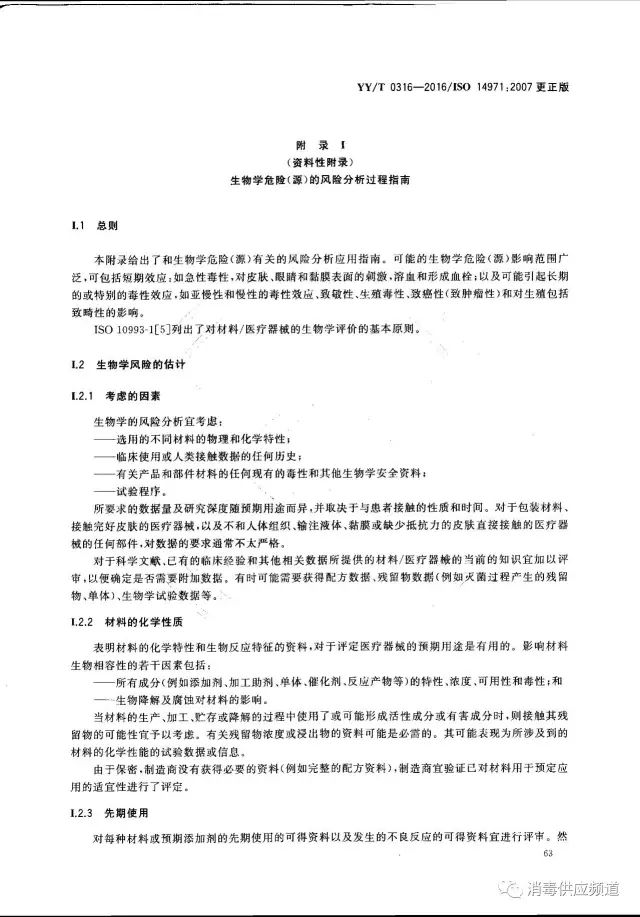 YY/T 0316—2016/ISO 14971:2007 更正版
附 录 I
(资料性附录)
生物学危险(源)的风险分析过程指南
I.1 总则
本附录给出了和生物学危险(源)有关的风险分析应用指南。可能的生物学危险(源)影响范围广
泛,可包括短期效应:如急性毒性,对皮肤、眼睛和黏膜表面的刺激,溶血和形成血栓;以及可能引起长期
的或特别的毒性效应,如亚慢性和慢性的毒性效应、致敏性、生殖毒性、致癌性(致肿瘤性)和对生殖包括
致畸性的影响。
ISO 10993-1[5]列出了对材料/医疗器械的生物学评价的基本原则。
I.2 生物学风险的估计
I.2.1 考虑的因素
生物学的风险分析宜考虑:
——选用的不同材料的物理和化学特性;
——临床使用或人类接触数据的任何历史;
——有关产品和部件材料的任何现有的毒性和其他生物学安全资料;
——试验程序。
所要求的数据量及研究深度随预期用途而异,并取决于与患者接触的性质和时间。对于包装材料、
接触完好皮肤的医疗器械,以及不和人体组织、输注液体、黏膜或缺少抵抗力的皮肤直接接触的医疗器
械的任何部件,对数据的要求通常不太严格。
对于科学文献、已有的临床经验和其他相关数据所提供的材料/医疗器械的当前的知识宜加以评
审,以便确定是否需要附加数据。有时可能需要获得配方数据、残留物数据(例如灭菌过程产生的残留
物、单体)、生物学试验数据等。
I.2.2 材料的化学性质
表明材料的化学特性和生物反应特征的资料,对于评定医疗器械的预期用途是有用的。影响材料
生物相容性的若干因素包括:
——所有成分(例如添加剂、加工助剂、单体、催化剂、反应产物等)的特性、浓度、可用性和毒性;和
——生物降解及腐蚀对材料的影响。
当材料的生产、加工、贮存或降解的过程中使用了或可能形成活性成分或有害成分时,则接触其残
留物的可能性宜予以考虑。有关残留物浓度或浸出物的资料可能是必需的。其可能表现为所涉及到的
材料的化学性能的试验数据或信息。
由于保密,制造商没有获得必要的资料(例如完整的配方资料),制造商宜验证已对材料用于预定应
用的适宜性进行了评定。
I.2.3 先期使用
对每种材料或预期添加剂的先期使用的可得资料以及发生的不良反应的可得资料宜进行评审。然
63
消毒供应频道